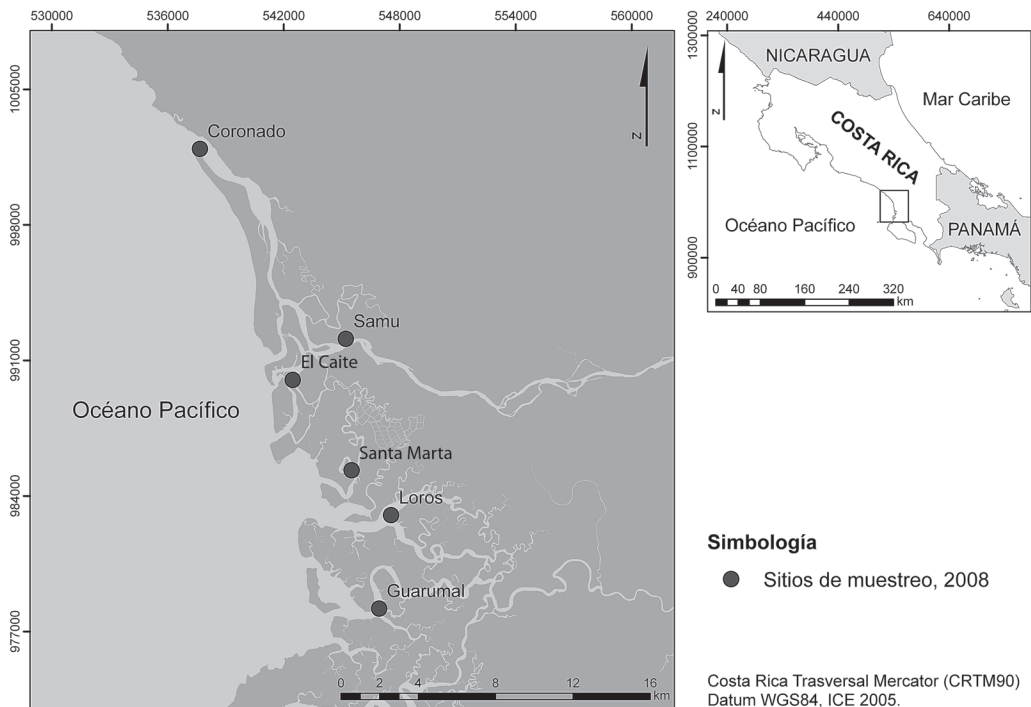 530000 536000 542000 548000 554000 560000
1005000
998000
991000
984000
977000
Coronado
Samu
El Caite
Océano Pacífico
Santa Marta
Loros
Guarumal
0 2 4 8 12 16
km
N
240000 440000 640000
1300000
1100000
900000
NICARAGUA
Mar Caribe
COSTA RICA
Océano Pacífico
PANAMÁ
0 40 80 160 240 320
km
N
Simbología
Sitios de muestreo, 2008
Costa Rica Trasversal Mercator (CRTM90)
Datum WGS84, ICE 2005.